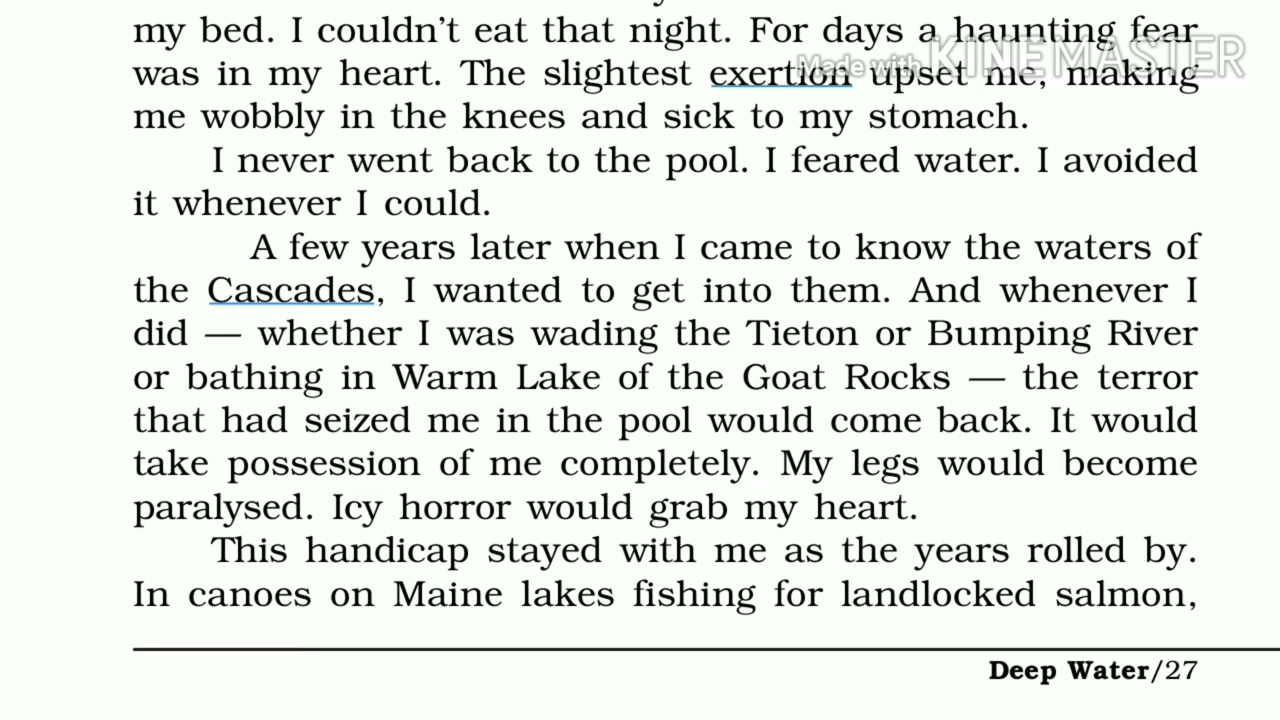 my bed. I couldn't eat that night. For days a haunting fear
Made with KINEMASTER
was in my heart. The slightest exertion upset me, making
me wobbly in the knees and sick to my stomach.
I never went back to the pool. I feared water. I avoided
it whenever I could.
A few years later when I came to know the waters of
the Cascades, I wanted to get into them. And whenever I
did — whether I was wading the Tieton or Bumping River
or bathing in Warm Lake of the Goat Rocks — the terror
that had seized me in the pool would come back. It would
take possession of me completely. My legs would become
paralysed. Icy horror would grab my heart.
This handicap stayed with me as the years rolled by.
In canoes on Maine lakes fishing for landlocked salmon,
Deep Water/27